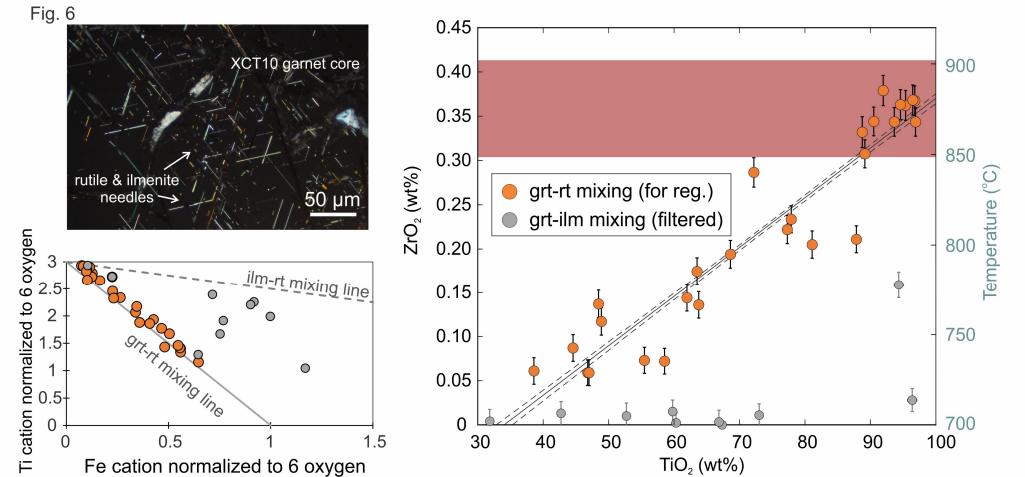 Fig. 6
XCT10 garnet core
rutile & ilmenite
needles
50 µm
Ti cation normalized to 6 oxygen
3
2.5
2
1.5
1
0.5
0
ilm-rt mixing line
grt-rt mixing line
0 0.5 1 1.5
Fe cation normalized to 6 oxygen
ZrO₂ (wt%)
0.45
0.40
0.35
0.30
0.25
0.20
0.15
0.10
0.05
0
grt-rt mixing (for reg.)
grt-ilm mixing (filtered)
900
850
800
750
700
Temperature (°C)
30 40 50 60 70 80 90 100
TiO₂ (wt%)